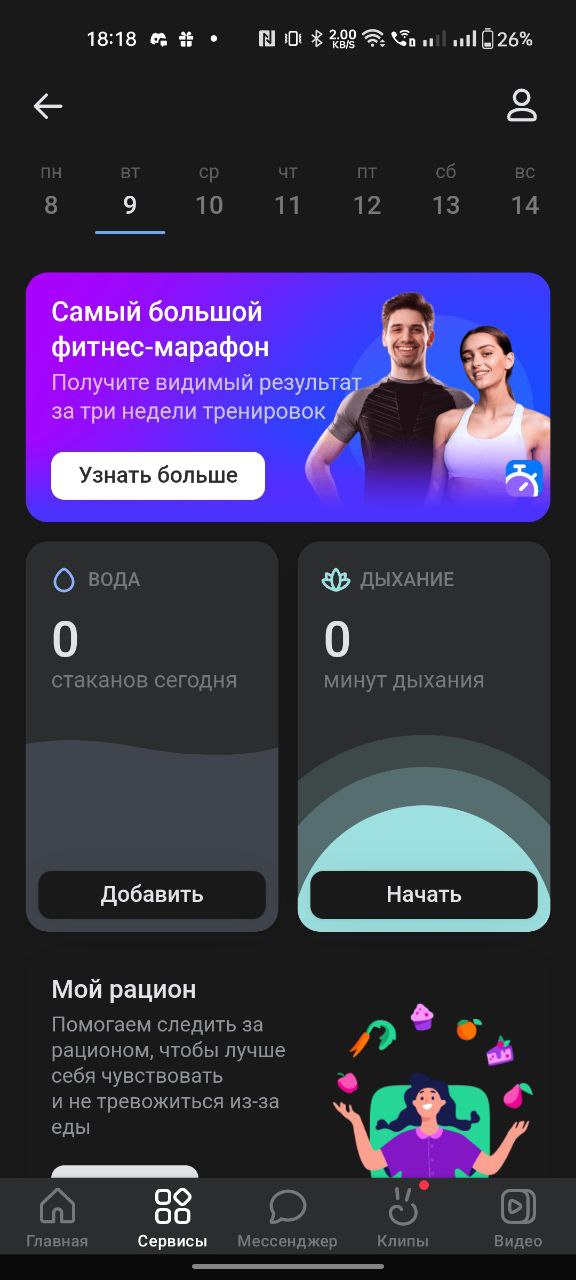 18:18 2.00 KB/S 26%
пн вт ср чт пт сб вс
8 9 10 11 12 13 14
Самый большой
фитнес-марафон
Получите видимый результат
за три недели тренировок
Узнать больше
ВОДА
0
стаканов сегодня
Добавить
ДЫХАНИЕ
0
минут дыхания
Начать
Мой рацион
Помогаем следить за
рационом, чтобы лучше
себя чувствовать
и не тревожиться из-за
еды
Главная Сервисы Мессенджер Клипы Видео